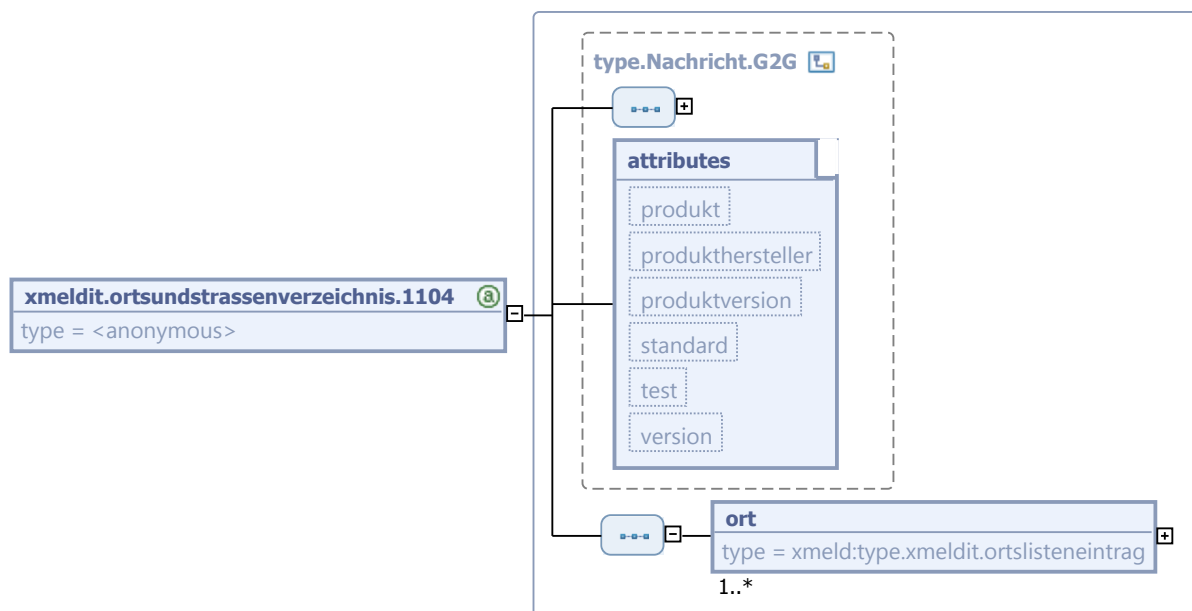 type.Nachricht.G2G
attributes
produkt
produkthersteller
produktversion
standard
test
version
xmeldit.ortsundstrassenverzeichnis.1104
type = <anonymous>
ort
type = xmeld:type.xmeldit.ortslisteneintrag
1..*